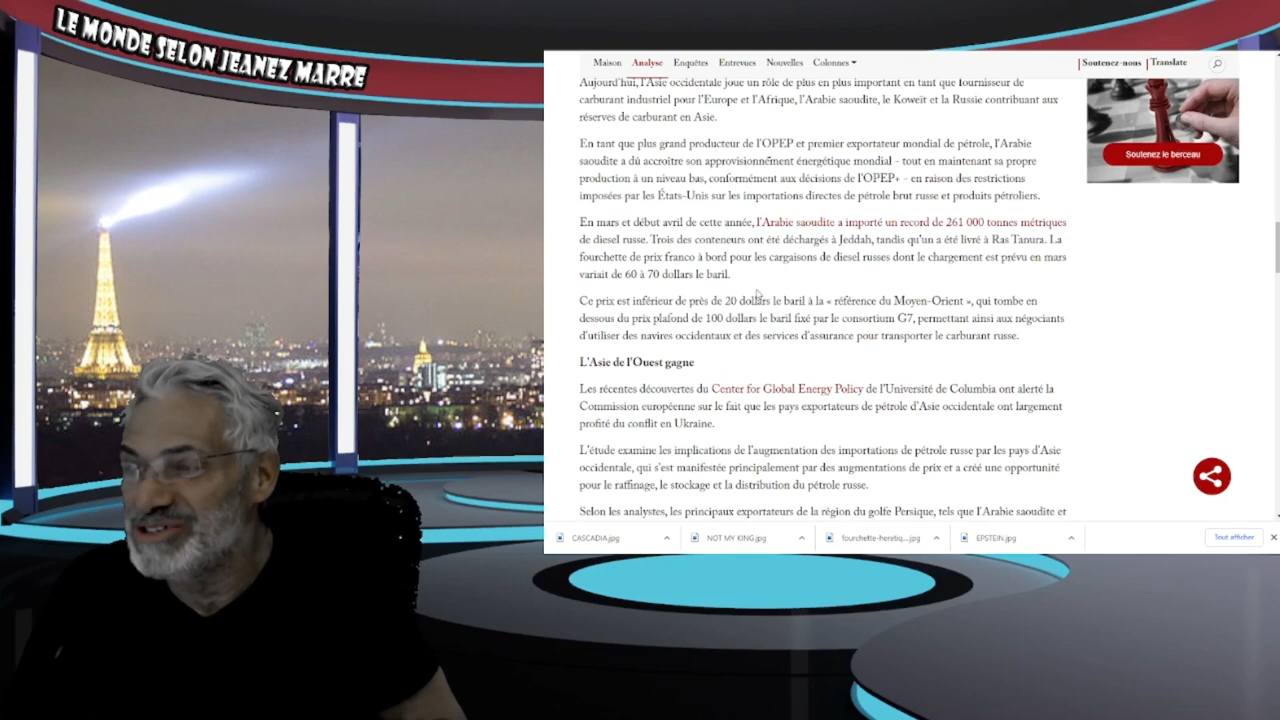 LE MONDE SELON JEANEZ MARRE
Maison Analyse Enquêtes Entrevues Nouvelles Colonnes Soutenez-nous Translate
Aujourd'hui, l'Asie occidentale joue un rôle de plus en plus important en tant que fournisseur de
carburant industriel pour l'Europe et l'Afrique, l'Arabie saoudite, le Koweït et la Russie contribuant aux
réserves de carburant en Asie.
Soutenez le berceau
En tant que plus grand producteur de l'OPEP et premier exportateur mondial de pétrole, l'Arabie
saoudite a dû accroître son approvisionnement énergétique mondial - tout en maintenant sa propre
production à un niveau bas, conformément aux décisions de l'OPEP+ - en raison des restrictions
imposées par les États-Unis sur les importations directes de pétrole brut russe et produits pétroliers.
En mars et début avril de cette année, l'Arabie saoudite a importé un record de 261 000 tonnes métriques
de diesel russe. Trois des conteneurs ont été déchargés à Jeddah, tandis qu'un a été livré à Ras Tanura. La
fourchette de prix franco à bord pour les cargaisons de diesel russes dont le chargement est prévu en mars
variait de 60 à 70 dollars le baril.
Ce prix est inférieur de près de 20 dollars le baril à la « référence du Moyen-Orient », qui tombe en
dessous du prix plafond de 100 dollars le baril fixé par le consortium G7, permettant ainsi aux négociants
d'utiliser des navires occidentaux et des services d'assurance pour transporter le carburant russe.
L'Asie de l'Ouest gagne
Les récentes découvertes du Center for Global Energy Policy de l'Université de Columbia ont alerté la
Commission européenne sur le fait que les pays exportateurs de pétrole d'Asie occidentale ont largement
profité du conflit en Ukraine.
L'étude examine les implications de l'augmentation des importations de pétrole russe par les pays d'Asie
occidentale, qui s'est manifestée principalement par des augmentations de prix et a créé une opportunité
pour le raffinage, le stockage et la distribution du pétrole russe.
Selon les analystes, les principaux exportateurs de la région du golfe Persique, tels que l'Arabie saoudite et
CASCADIA.jpg NOT MY KING.jpg fourchette-heretiq....jpg EPSTEIN.jpg Tout afficher